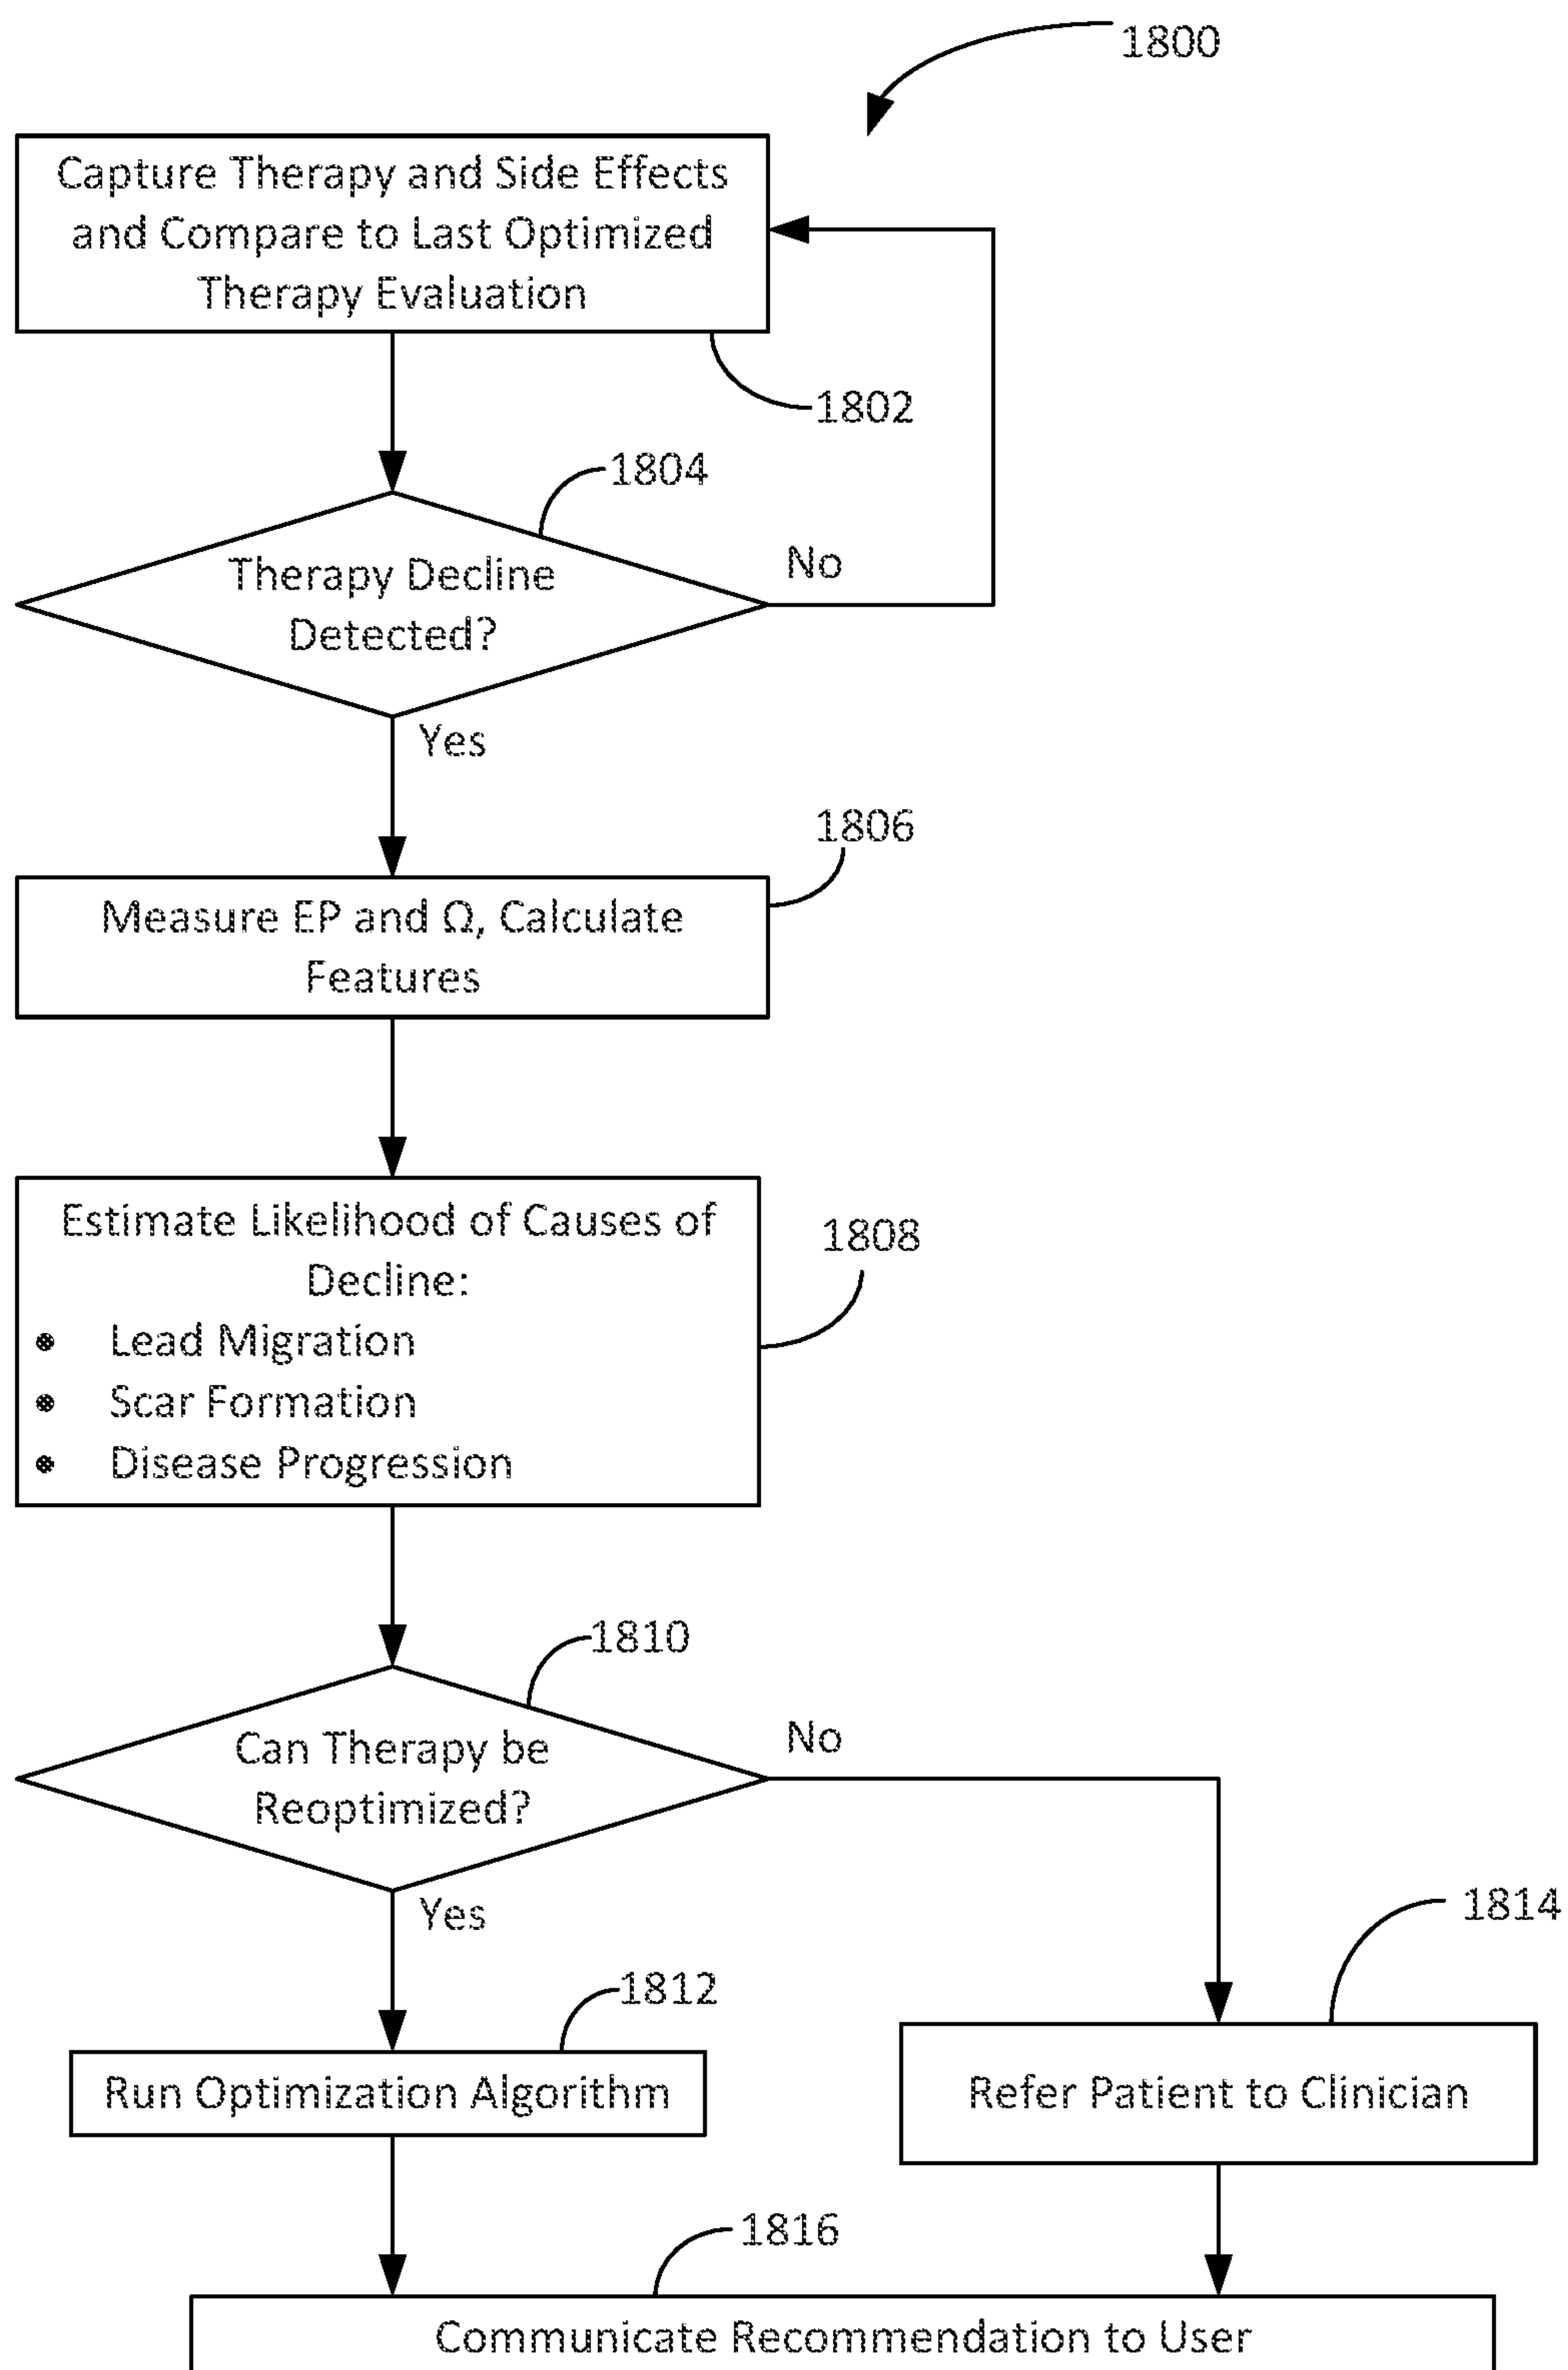 1800
Capture Therapy and Side Effects
and Compare to Last Optimized
Therapy Evaluation
1802
1804
Therapy Decline
Detected?
No
Yes
1806
Measure EP and Ω, Calculate
Features
Estimate Likelihood of Causes of
Decline:
• Lead Migration
• Scar Formation
• Disease Progression
1808
1810
Can Therapy be
Reoptimized?
No
Yes
1812
1814
Run Optimization Algorithm
Refer Patient to Clinician
1816
Communicate Recommendation to User